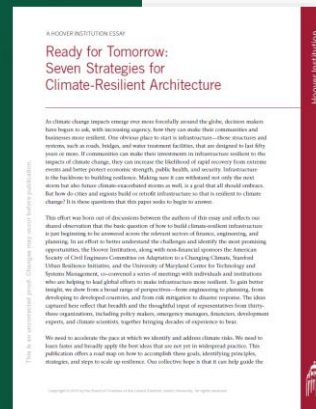 A HOOVER INSTITUTION ESSAY
Ready for Tomorrow:
Seven Strategies for
Climate-Resilient Architecture
As climate change impacts emerge ever more forcefully around the globe, decision makers
have begun to ask, with increasing urgency, how they can make their communities and
businesses more resilient. One obvious place to start is infrastructure—those structures and
systems, such as roads, bridges, and water treatment facilities, that are designed to last fifty
years or more. If communities can make their investments in infrastructure resilient to the
impacts of climate change, they can increase the likelihood of rapid recovery from extreme
events and better protect economic strength, public health, and security. Infrastructure
is the backbone to building resilience. Making sure it can withstand not only the next
storm but also future climate-exacerbated storms as well, is a goal that all should embrace.
But how do cities and regions build or retrofit infrastructure so that is resilient to climate
change? It is these questions that this paper seeks to begin to answer.
This effort was born out of discussions between the authors of this essay and reflects our
shared observation that the basic question of how to build climate-resilient infrastructure
is just beginning to be answered across the relevant sectors of finance, engineering, and
planning. In an effort to better understand the challenges and identify the most promising
opportunities, the Hoover Institution, along with non-financial sponsors the American
Society of Civil Engineers Committee on Adaptation to a Changing Climate, Stanford
Urban Resilience Initiative, and the University of Maryland Center for Technology and
Systems Management, co-convened a series of meetings with individuals and institutions
who are helping to lead global efforts to make infrastructure more resilient. To gain better
insight, we drew from a broad range of perspectives—from engineering to planning, from
developing to developed countries, and from risk mitigation to disaster response. The ideas
captured here reflect that breadth and the thoughtful input of representatives from thirty-
three organizations, including policy makers, emergency managers, financiers, development
experts, and climate scientists, together bringing decades of experience to bear.
We need to accelerate the pace at which we identify and address climate risks. We need to
learn faster and broadly apply the best ideas that are not yet in widespread practice. This
publication offers a road map on how to accomplish these goals, identifying principles,
strategies, and steps to scale up resilience. Our collective hope is that it can help guide the
This is an uncorrected proof. Changes may occur before publication.
Hoover Institution